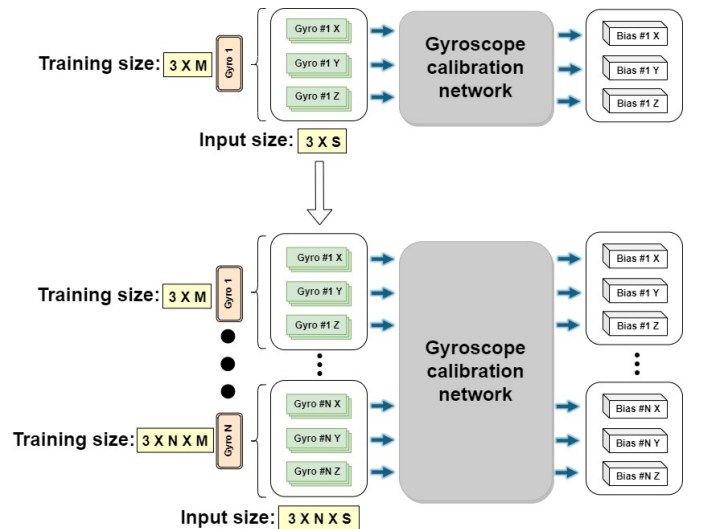 Training size: 3 X M
Gyro 1
Gyro #1 X
Gyro #1 Y
Gyro #1 Z
Gyroscope
calibration
network
Bias #1 X
Bias #1 Y
Bias #1 Z
Input size: 3 X S
Training size: 3 X M
Gyro 1
Gyro #1 X
Gyro #1 Y
Gyro #1 Z
Gyroscope
calibration
network
Bias #1 X
Bias #1 Y
Bias #1 Z
Training size: 3 X N X M
Gyro N
Gyro #N X
Gyro #N Y
Gyro #N Z
Bias #N X
Bias #N Y
Bias #N Z
Input size: 3 X N X S